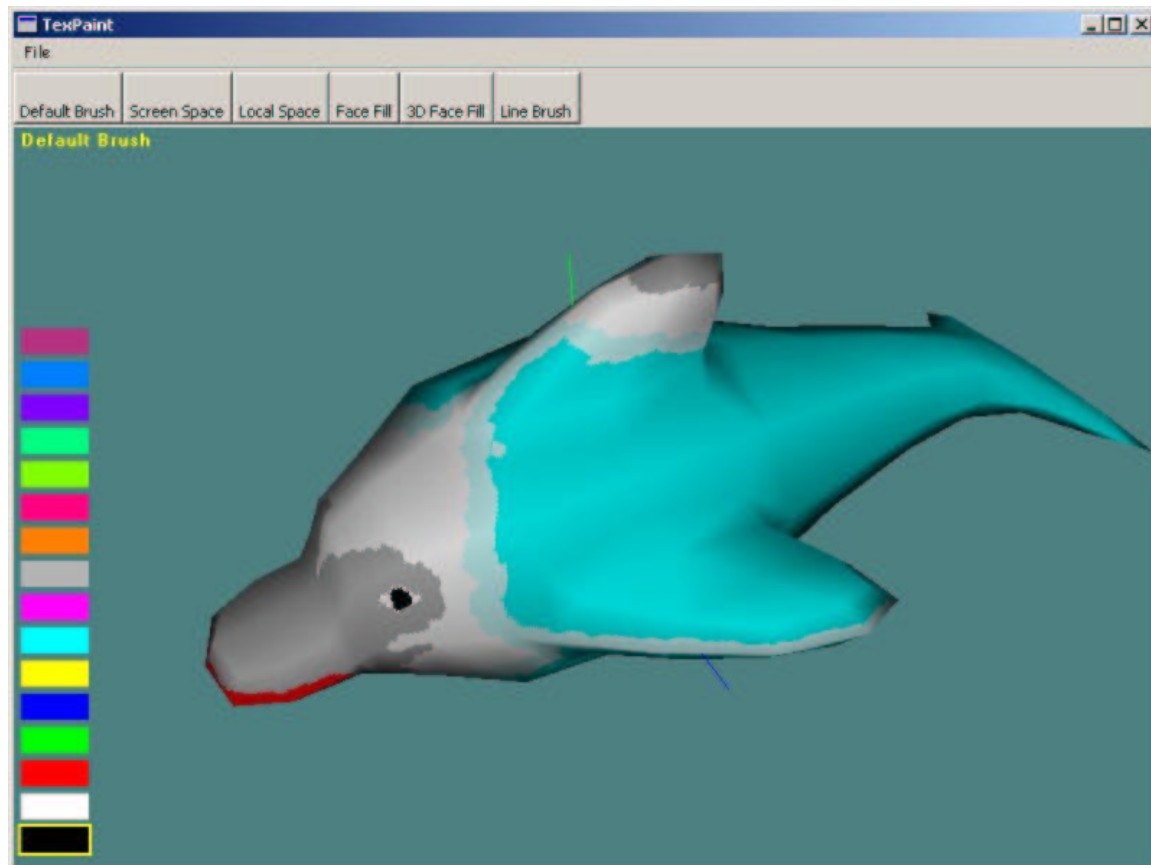 TexPaint
File
Default Brush Screen Space Local Space Face Fill 3D Face Fill Line Brush
Default Brush